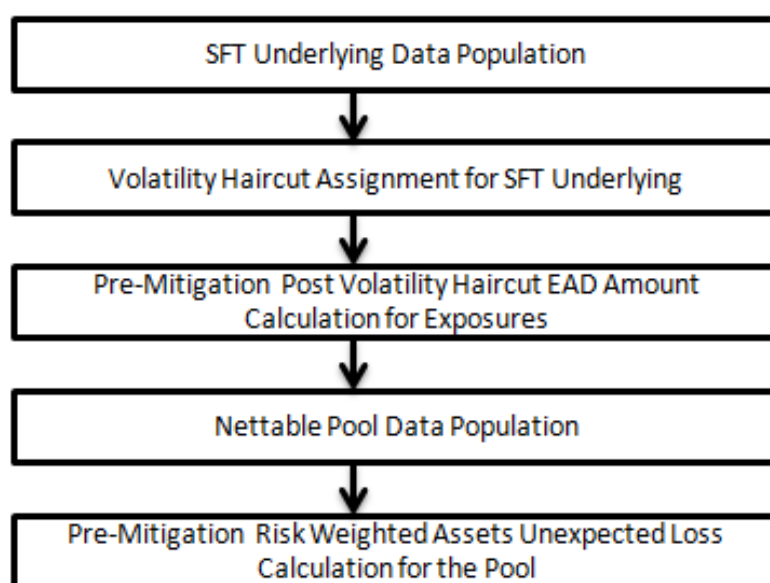 SFT Underlying Data Population
Volatility Haircut Assignment for SFT Underlying
Pre-Mitigation Post Volatility Haircut EAD Amount
Calculation for Exposures
Nettable Pool Data Population
Pre-Mitigation Risk Weighted Assets Unexpected Loss
Calculation for the Pool